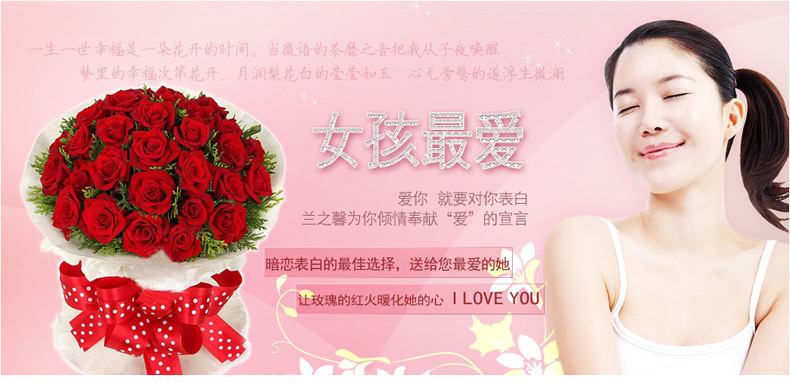 一生一世幸福是一朵花开的时间。当微语的荼靡之音把我从子夜唤醒，
梦里的幸福次第花开，月润梨花白的莹莹如玉，心无旁骛的遂浮生微澜
女孩最爱
爱你 就要对你表白
兰之馨为你倾情奉献“爱”的宣言
暗恋表白的最佳选择，送给您最爱的她
让玫瑰的红火暖化她的心 I LOVE YOU